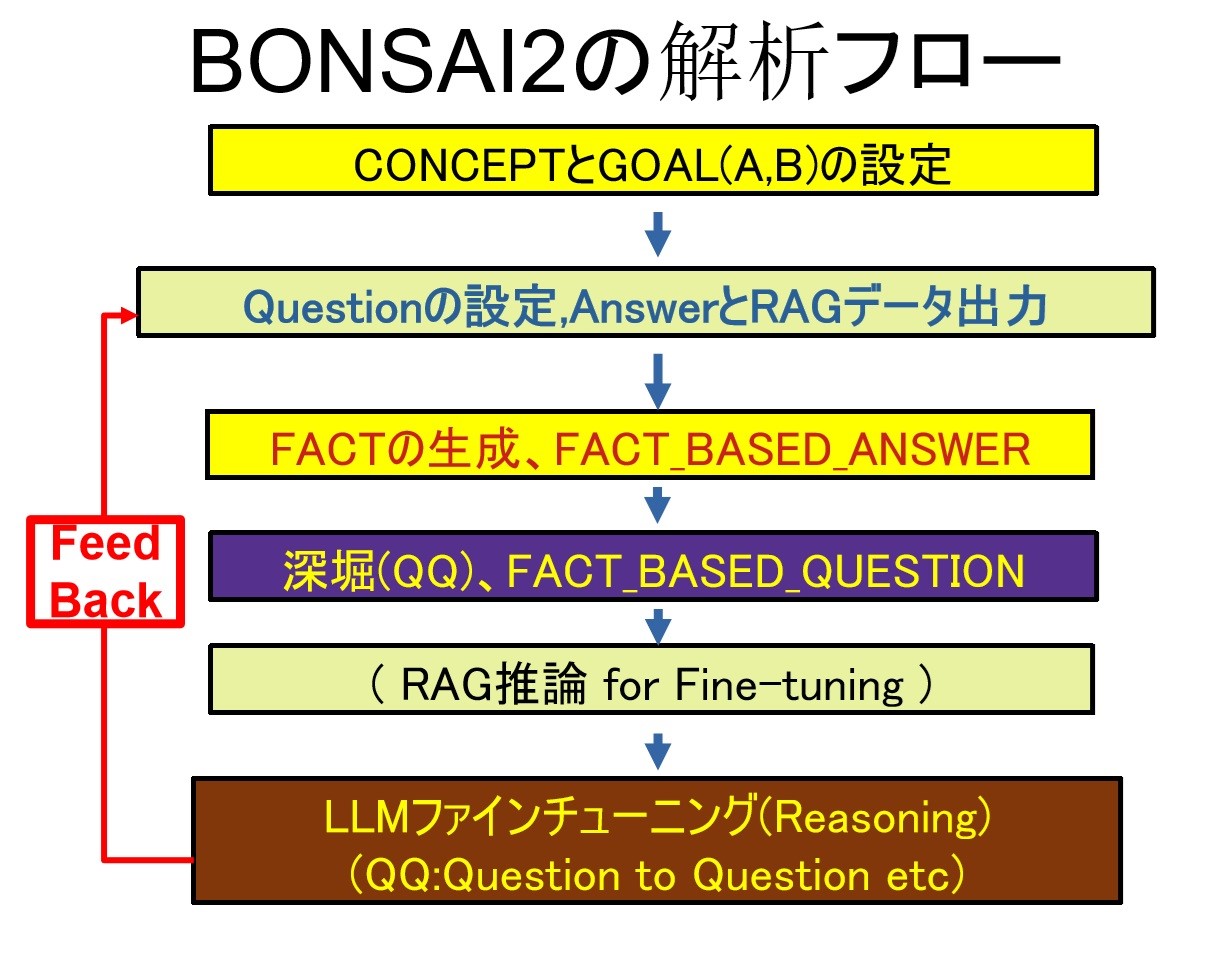 BONSAI2の解析フロー
CONCEPTとGOAL(A,B)の設定
Questionの設定,AnswerとRAGデータ出力
FACTの生成、FACT_BASED_ANSWER
Feed
Back
深堀(QQ)、FACT_BASED_QUESTION
( RAG推論 for Fine-tuning )
LLMファインチューニング(Reasoning)
(QQ:Question to Question etc)